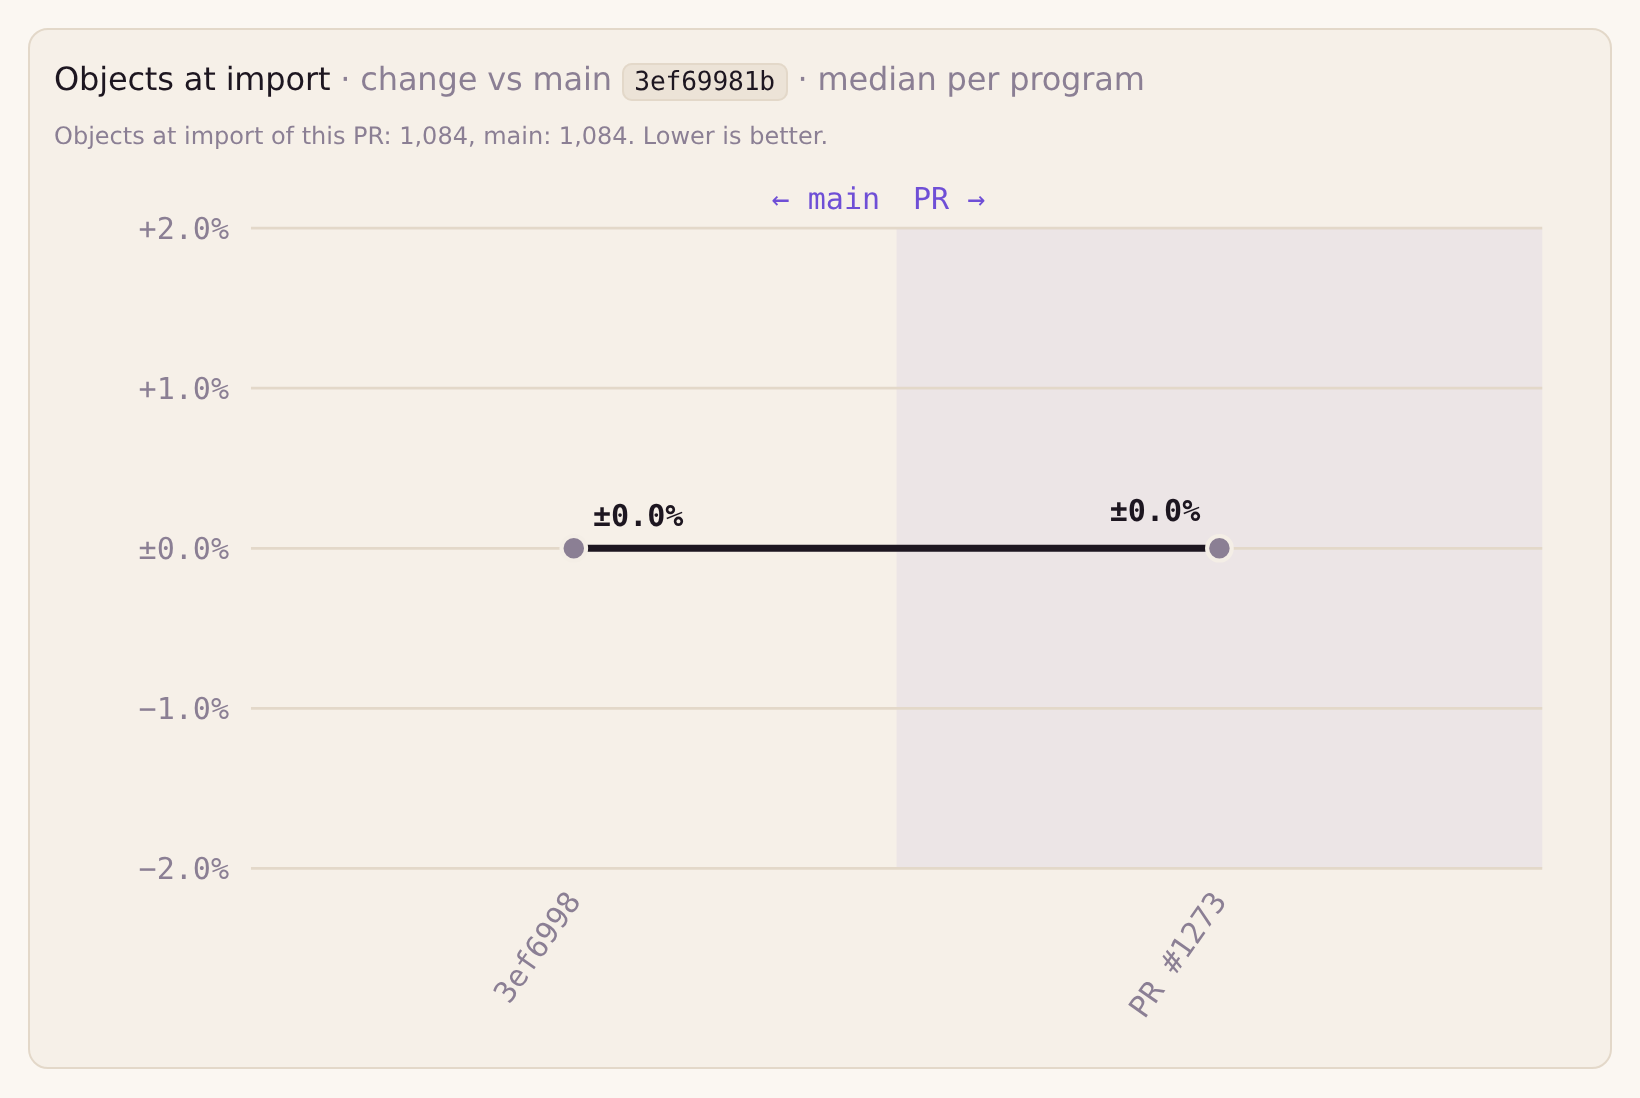 Objects at import · change vs main 3ef69981b · median per program
Objects at import of this PR: 1,084, main: 1,084. Lower is better.
← main PR →
+2.0%
+1.0%
±0.0%
−1.0%
−2.0%
±0.0%
±0.0%
3ef6998
PR #1273